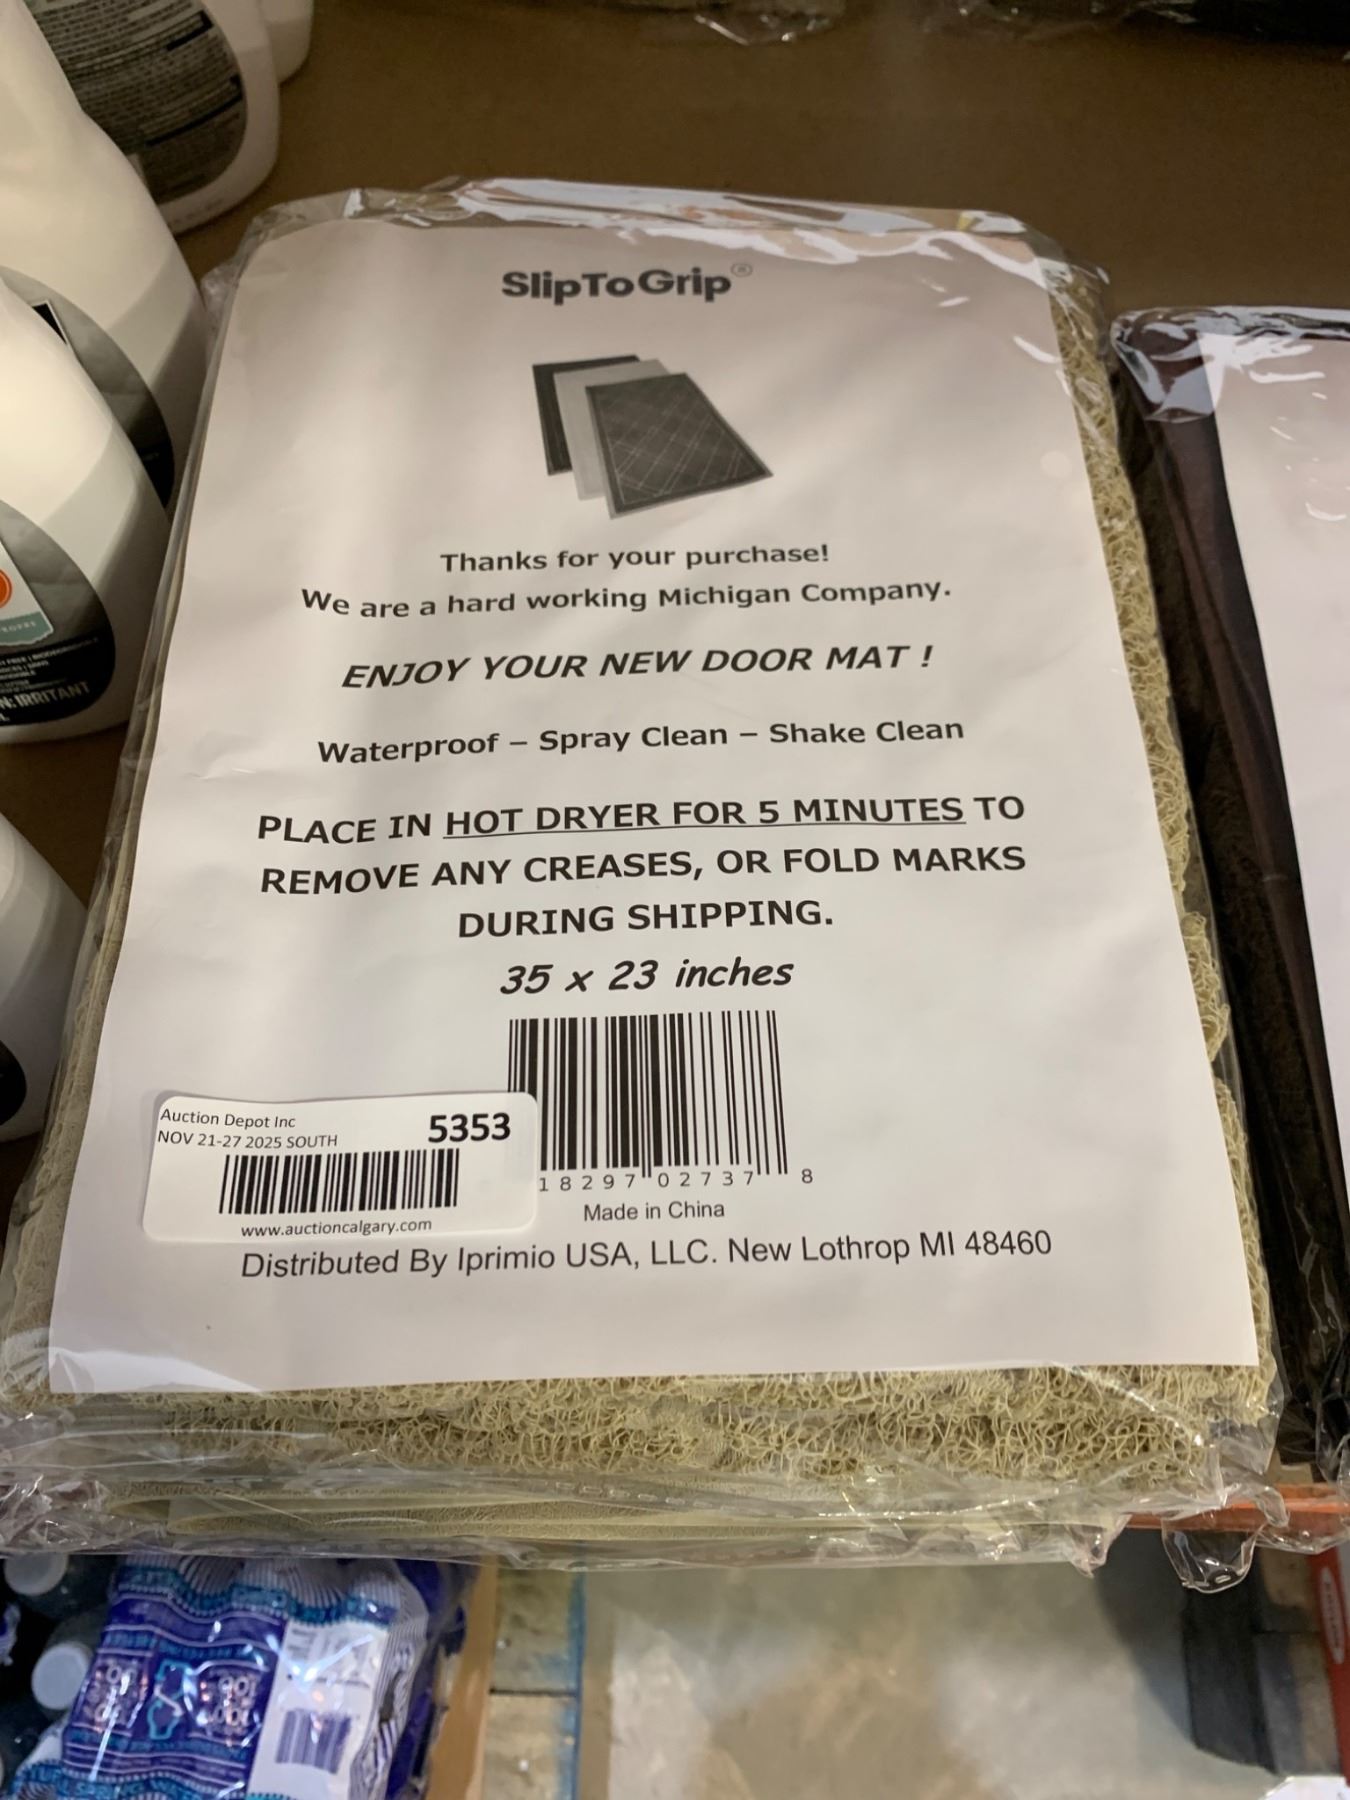 SlipToGrip®
Thanks for your purchase!
We are a hard working Michigan Company.
ENJOY YOUR NEW DOOR MAT !
Waterproof – Spray Clean – Shake Clean
PLACE IN HOT DRYER FOR 5 MINUTES TO
REMOVE ANY CREASES, OR FOLD MARKS
DURING SHIPPING.
35 x 23 inches
Auction Depot Inc
NOV 21-27 2025 SOUTH
5353
www.auctioncalgary.com
18297 02737 8
Made in China
Distributed By Iprimio USA, LLC. New Lothrop MI 48460
IRRITANT